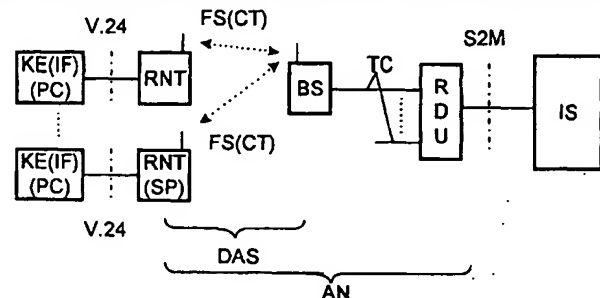 V.24
FS(CT)
S2M
KE(IF)
(PC)
RNT
BS
TC
R
D
U
IS
FS(CT)
KE(IF)
(PC)
RNT
(SP)
V.24
DAS
AN